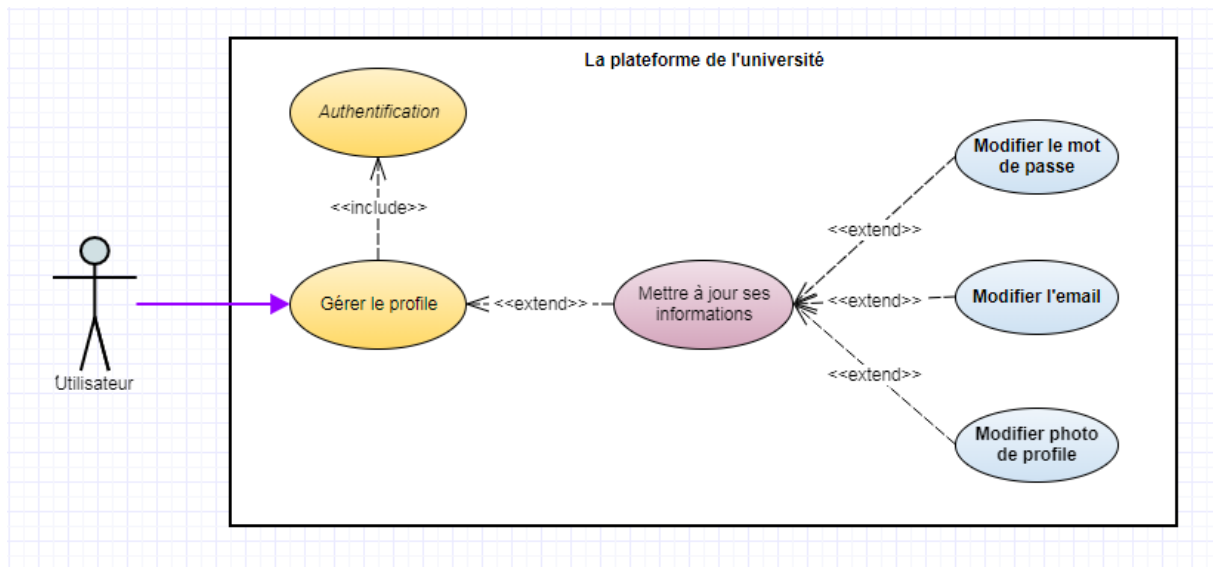 La plateforme de l'université
Authentification
<<include>>
Utilisateur
Gérer le profile
<<extend>>
Mettre à jour ses
informations
<<extend>>
<<extend>>
<<extend>>
Modifier le mot
de passe
Modifier l'email
Modifier photo
de profile